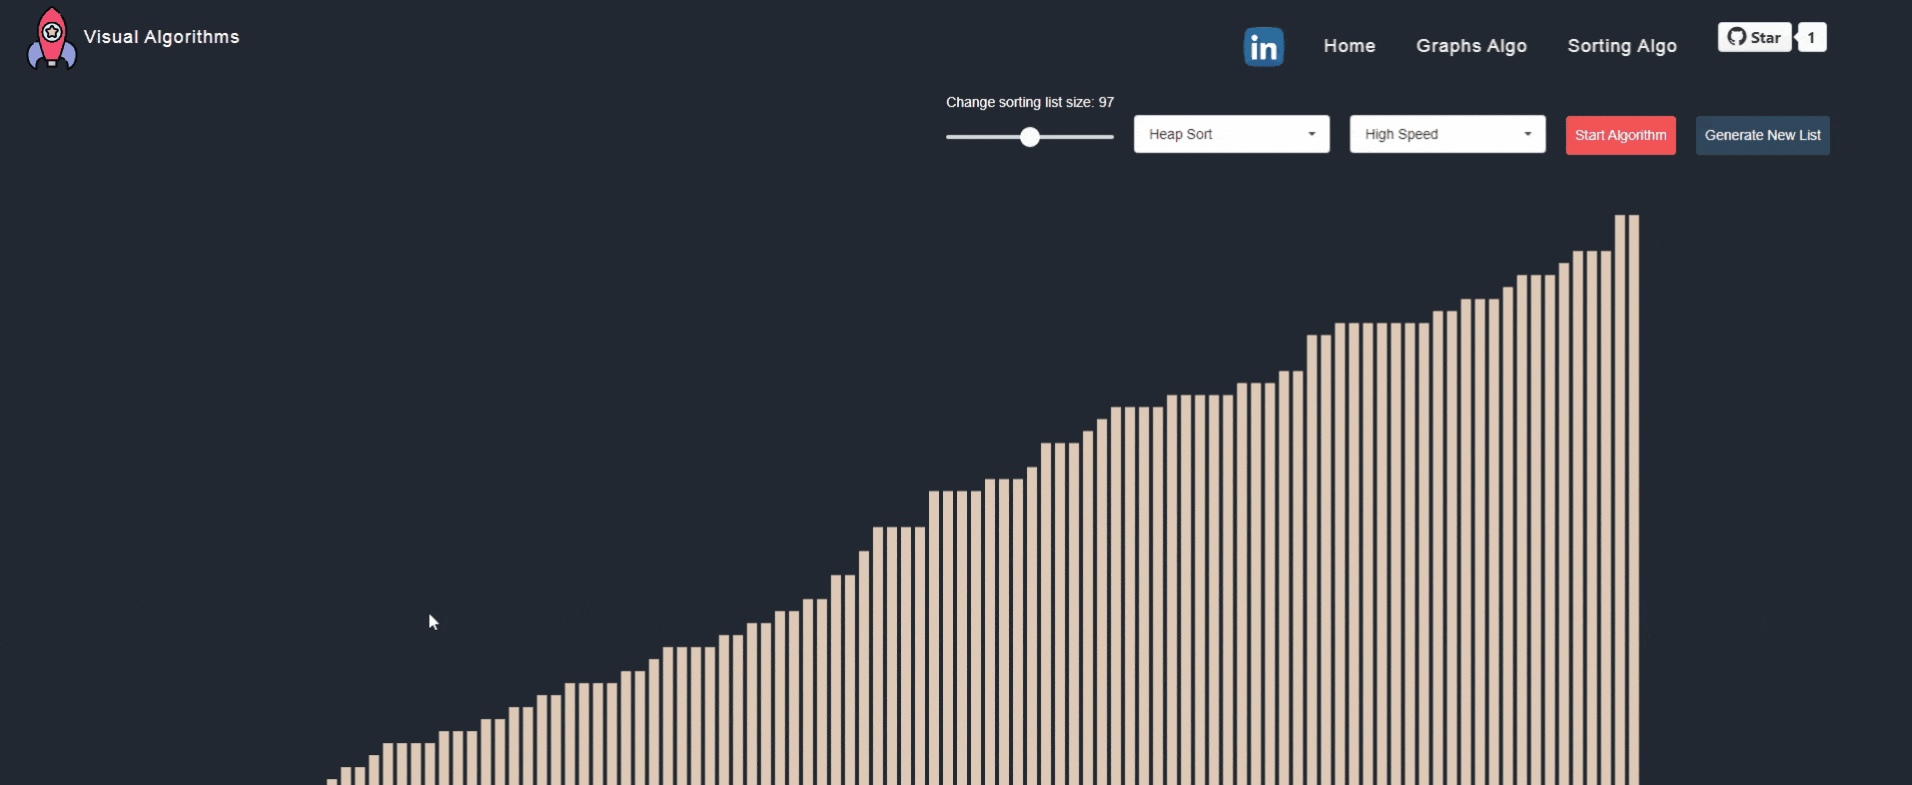 Visual Algorithms
in
Home
Graphs Algo
Sorting Algo
Star
1
Change sorting list size: 97
Heap Sort
High Speed
Start Algorithm
Generate New List